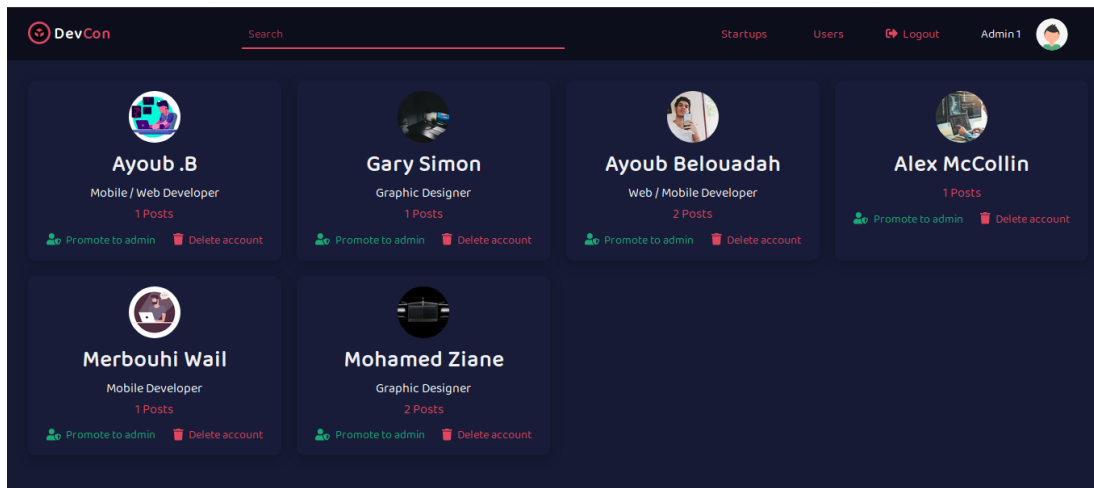 DevCon Search Startups Users Logout Admin 1
Ayoub .B
Mobile / Web Developer
1 Posts
Promote to admin Delete account
Gary Simon
Graphic Designer
1 Posts
Promote to admin Delete account
Ayoub Belouadah
Web / Mobile Developer
2 Posts
Promote to admin Delete account
Alex McCollin
1 Posts
Promote to admin Delete account
Merbouhi Wail
Mobile Developer
1 Posts
Promote to admin Delete account
Mohamed Ziane
Graphic Designer
2 Posts
Promote to admin Delete account